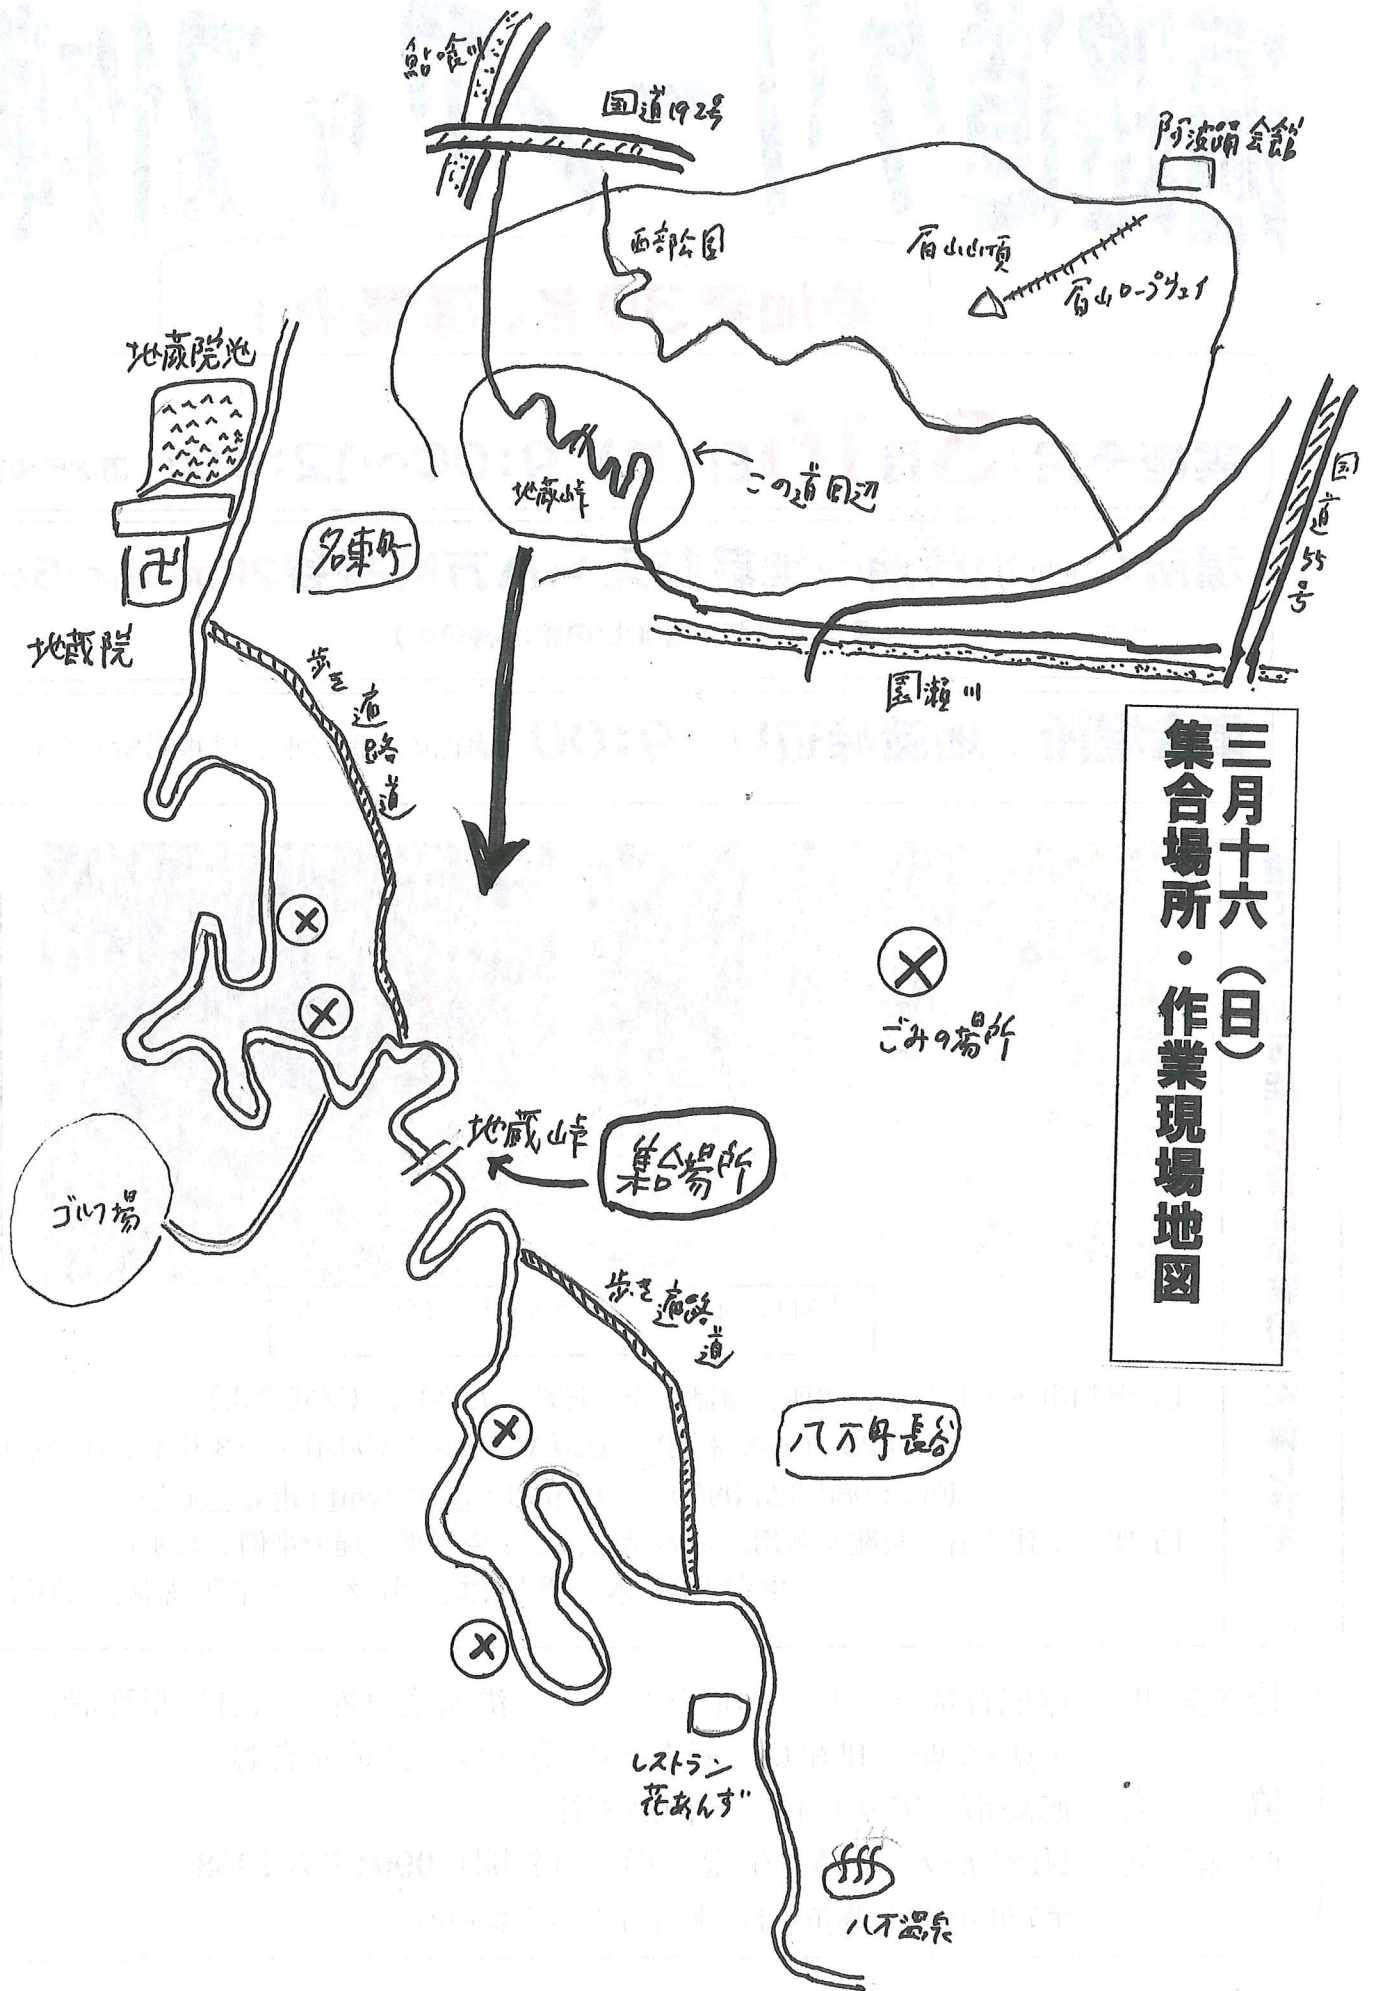 鮎喰川
国道192号
阿波踊会館
西部公園
眉山山頂
眉山ロープウェイ
地蔵院池
地蔵峠
この道周辺
国道55号
名東町
地蔵院
歩き遍路道
園瀬川
三月十六(日)
集合場所・作業現場地図
ごみの場所
地蔵峠
集合場所
ゴルフ場
歩き遍路道
八万町長谷
レストラン
花あんず
八万温泉